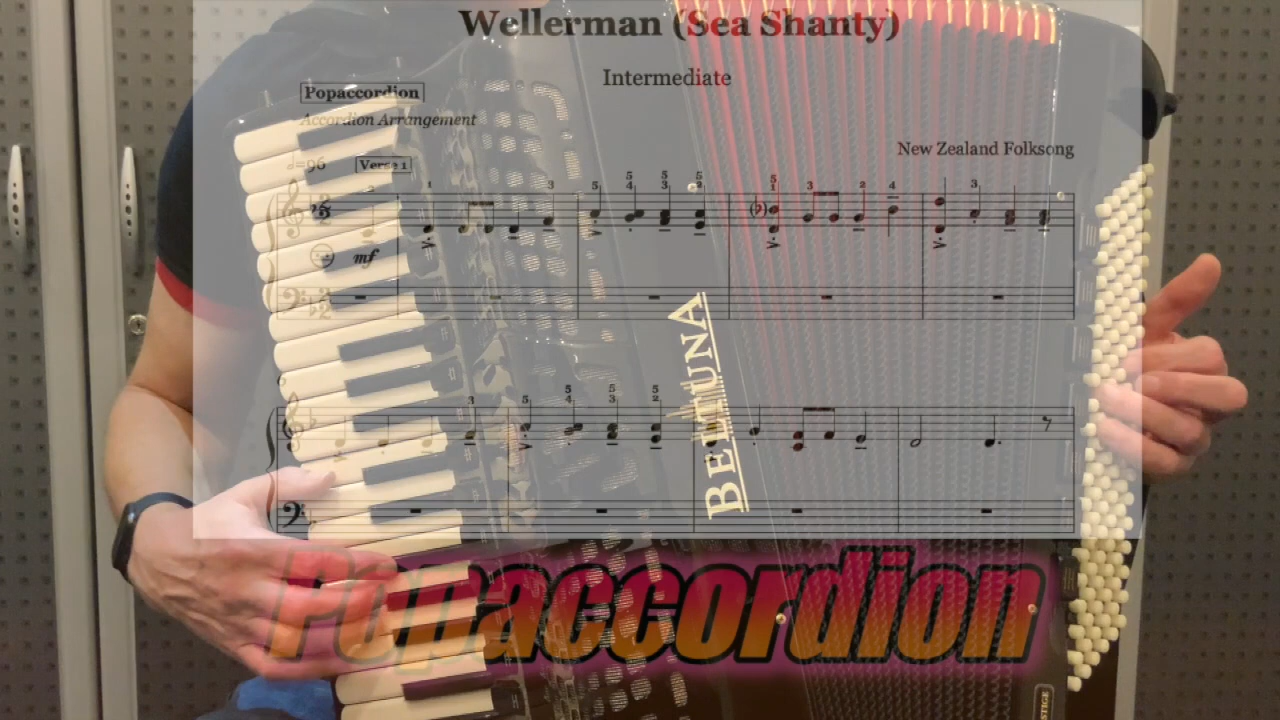 Wellerman (Sea Shanty)
Intermediate
Popaccordion
Accordion Arrangement
New Zealand Folksong
♩=96
Verse 1
mf
BELTUNA
Popaccordion